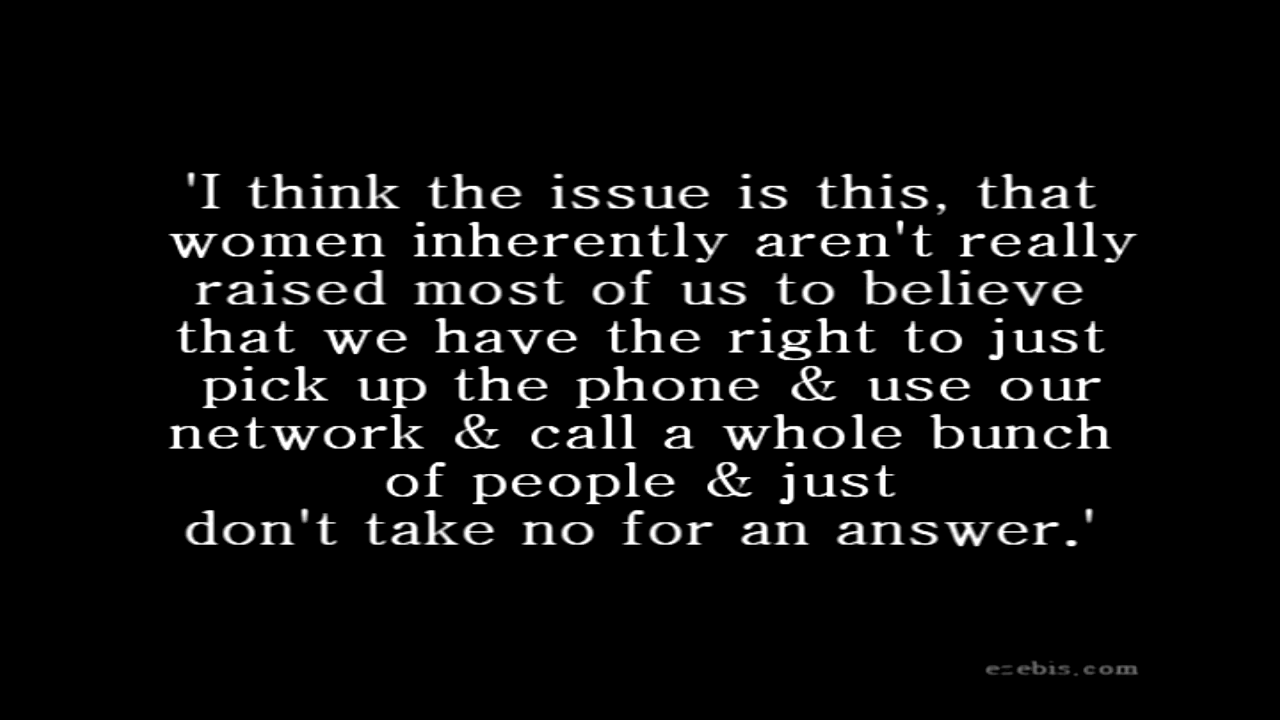 'I think the issue is this, that
women inherently aren't really
raised most of us to believe
that we have the right to just
pick up the phone & use our
network & call a whole bunch
of people & just
don't take no for an answer.'